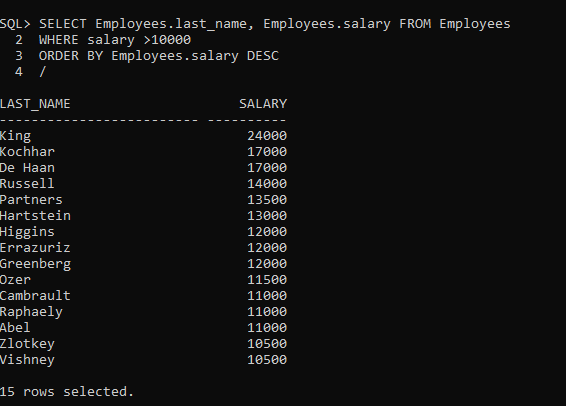 SQL> SELECT Employees.last_name, Employees.salary FROM Employees
  2  WHERE salary >10000
  3  ORDER BY Employees.salary DESC
  4  /
LAST_NAME                     SALARY
------------------------- ----------
King                           24000
Kochhar                        17000
De Haan                        17000
Russell                        14000
Partners                       13500
Hartstein                      13000
Higgins                        12000
Errazuriz                      12000
Greenberg                      12000
Ozer                           11500
Cambrault                      11000
Raphaely                       11000
Abel                           11000
Zlotkey                        10500
Vishney                        10500
15 rows selected.